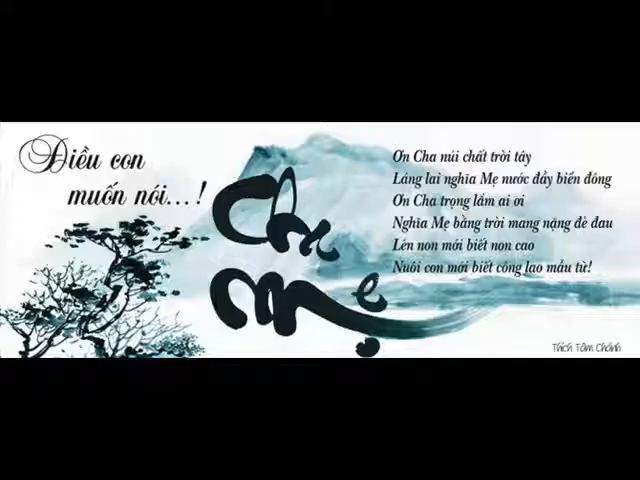 Điều con
muốn nói...!
Cha
Mẹ
Ơn Cha núi chất trời tây
Láng lai nghĩa Mẹ nước đầy biển đông
Ơn Cha trọng lắm ai ơi
Nghĩa Mẹ bằng trời mang nặng đẻ đau
Lên non mới biết non cao
Nuôi con mới biết công lao mẫu từ!
Thích Tâm Chánh